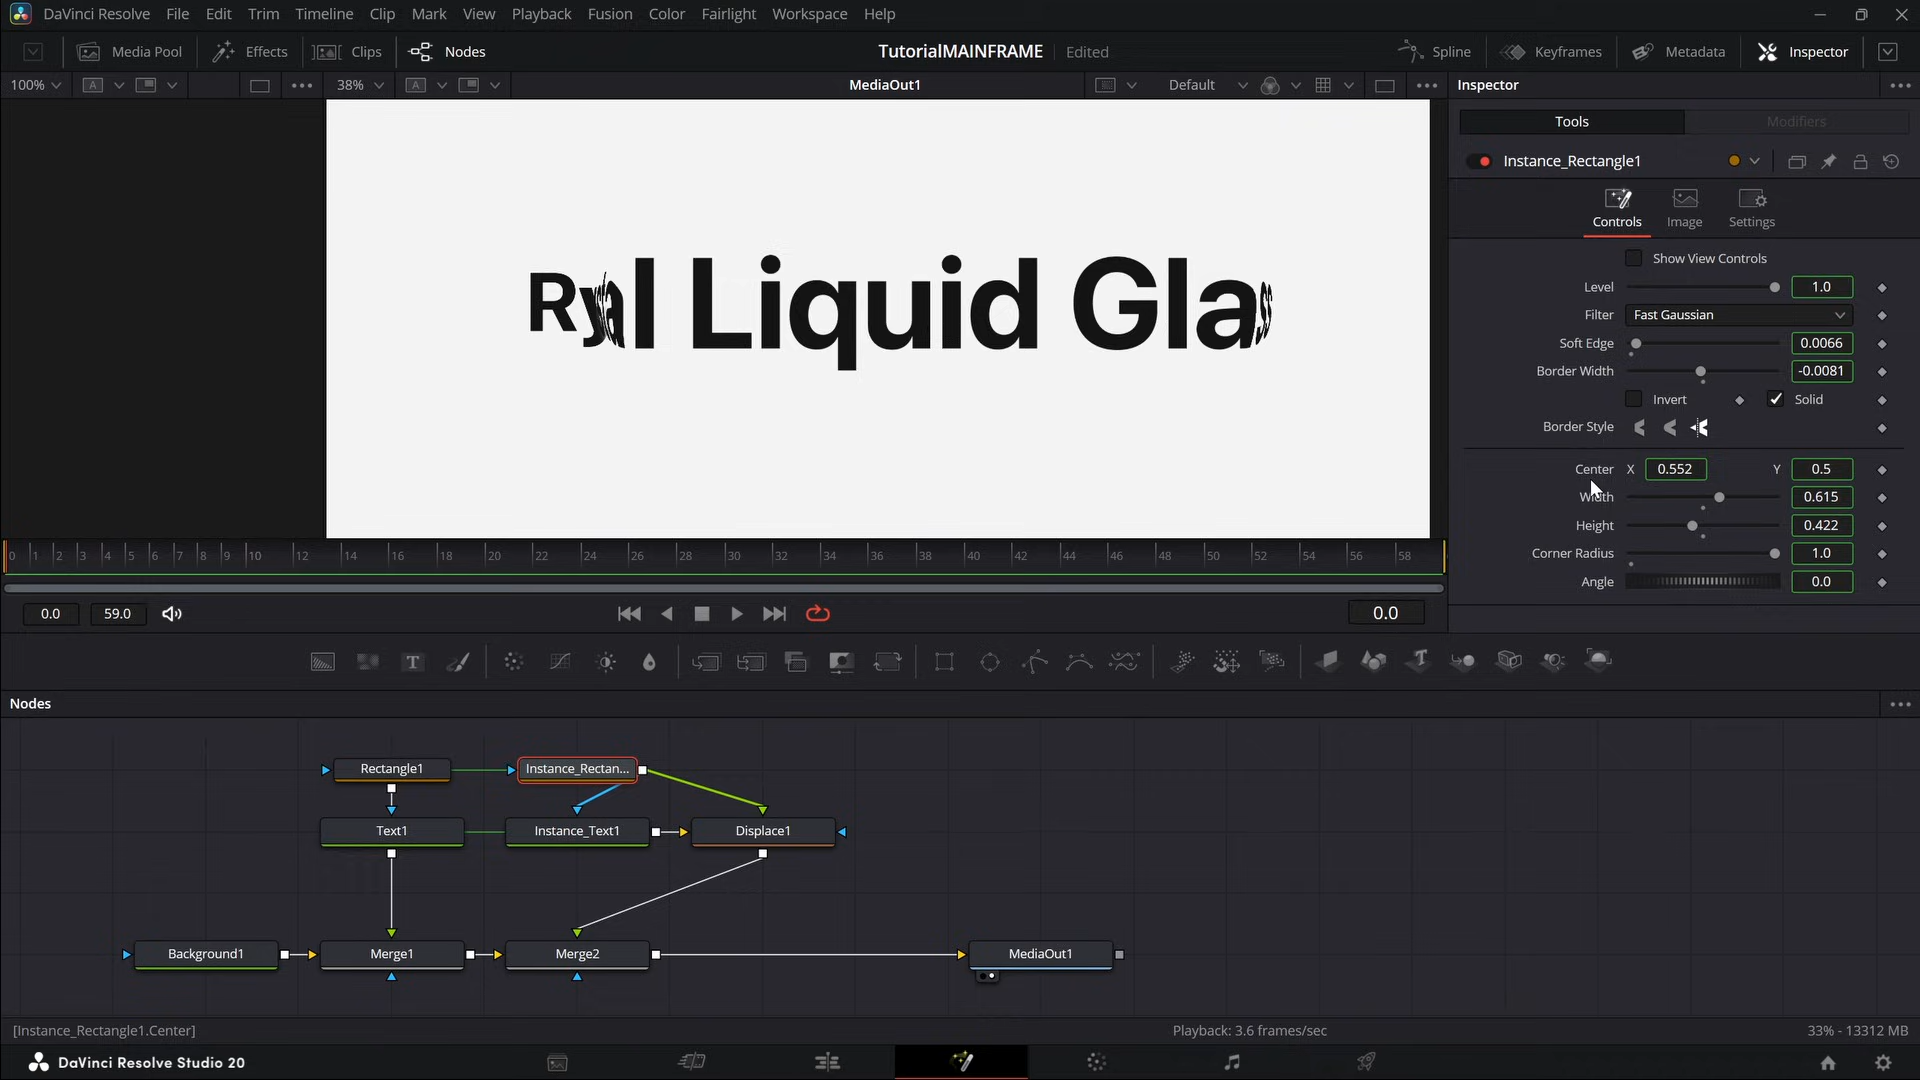 DaVinci Resolve File Edit Trim Timeline Clip Mark View Playback Fusion Color Fairlight Workspace Help
Media Pool Effects Clips Nodes TutorialMAINFRAME Edited Spline Keyframes Metadata Inspector
100% A 38% A MediaOut1 Default Inspector
Tools Modifiers
Instance_Rectangle1
Controls Image Settings
Show View Controls
Level 1.0
Filter Fast Gaussian
Soft Edge 0.0066
Border Width -0.0081
Invert Solid
Border Style
Center X 0.552 Y 0.5
Width 0.615
Height 0.422
Corner Radius 1.0
Angle 0.0
Ryal Liquid Glass
0 1 2 3 4 5 6 7 8 9 10 12 14 16 18 20 22 24 26 28 30 32 34 36 38 40 42 44 46 48 50 52 54 56 58
0.0 59.0 0.0
T T
Nodes
Rectangle1 Instance_Rectan...
Text1 Instance_Text1 Displace1
Background1 Merge1 Merge2 MediaOut1
[Instance_Rectangle1.Center] Playback: 3.6 frames/sec 33% - 13312 MB
DaVinci Resolve Studio 20